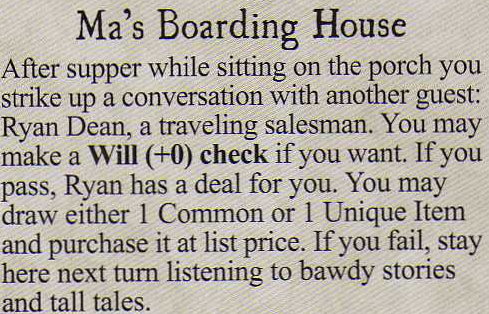 Ma's Boarding House
After supper while sitting on the porch you
strike up a conversation with another guest:
Ryan Dean, a traveling salesman. You may
make a Will (+0) check if you want. If you
pass, Ryan has a deal for you. You may
draw either 1 Common or 1 Unique Item
and purchase it at list price. If you fail, stay
here next turn listening to bawdy stories
and tall tales.